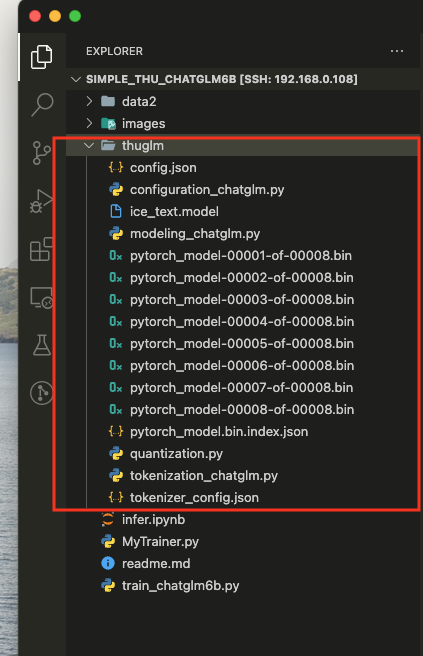 EXPLORER
SIMPLE_THU_CHATGLM6B [SSH: 192.168.0.108]
data2
images
thuglm
config.json
configuration_chatglm.py
ice_text.model
modeling_chatglm.py
pytorch_model-00001-of-00008.bin
pytorch_model-00002-of-00008.bin
pytorch_model-00003-of-00008.bin
pytorch_model-00004-of-00008.bin
pytorch_model-00005-of-00008.bin
pytorch_model-00006-of-00008.bin
pytorch_model-00007-of-00008.bin
pytorch_model-00008-of-00008.bin
pytorch_model.bin.index.json
quantization.py
tokenization_chatglm.py
tokenizer_config.json
infer.ipynb
MyTrainer.py
readme.md
train_chatglm6b.py